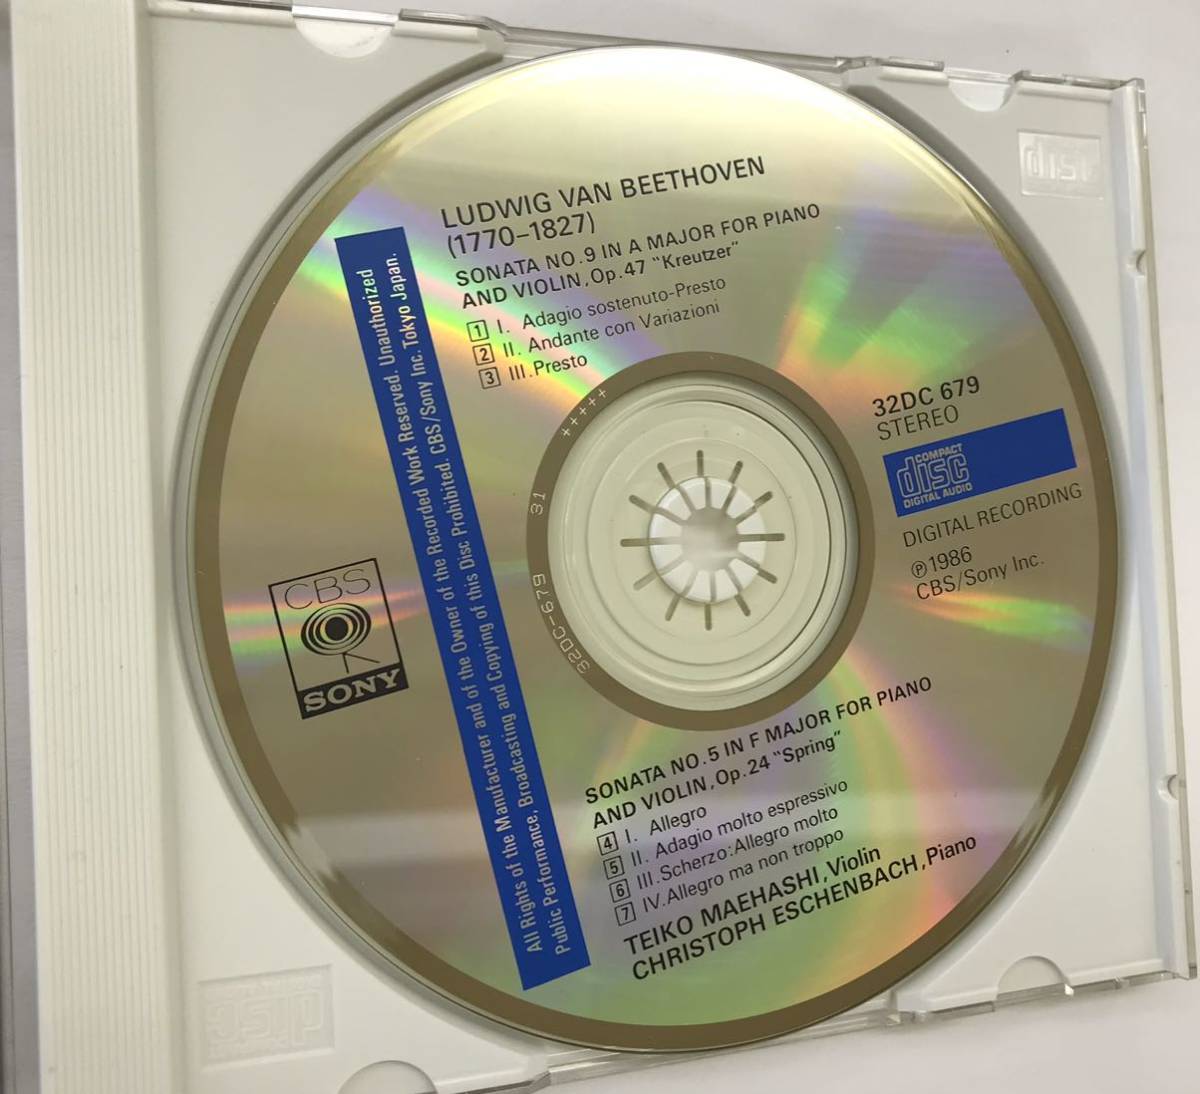 LUDWIG VAN BEETHOVEN
(1770–1827)
SONATA NO.9 IN A MAJOR FOR PIANO
AND VIOLIN, Op.47 "Kreutzer"
1 I. Adagio sostenuto-Presto
2 II. Andante con Variazioni
3 III. Presto
32DC 679
STEREO
COMPACT
disc
DIGITAL AUDIO
DIGITAL RECORDING
℗1986
CBS/Sony Inc.
All Rights of the Manufacturer and of the Owner of the Recorded Work Reserved. Unauthorized
Public Performance, Broadcasting and Copying of this Disc Prohibited. CBS/Sony Inc. Tokyo Japan.
CBS
SONY
32DC-679 31 +++++
SONATA NO.5 IN F MAJOR FOR PIANO
AND VIOLIN, Op.24 "Spring"
4 I. Allegro
5 II. Adagio molto espressivo
6 III. Scherzo: Allegro molto
7 IV. Allegro ma non troppo
TEIKO MAEHASHI, Violin
CHRISTOPH ESCHENBACH, Piano
disc
disc